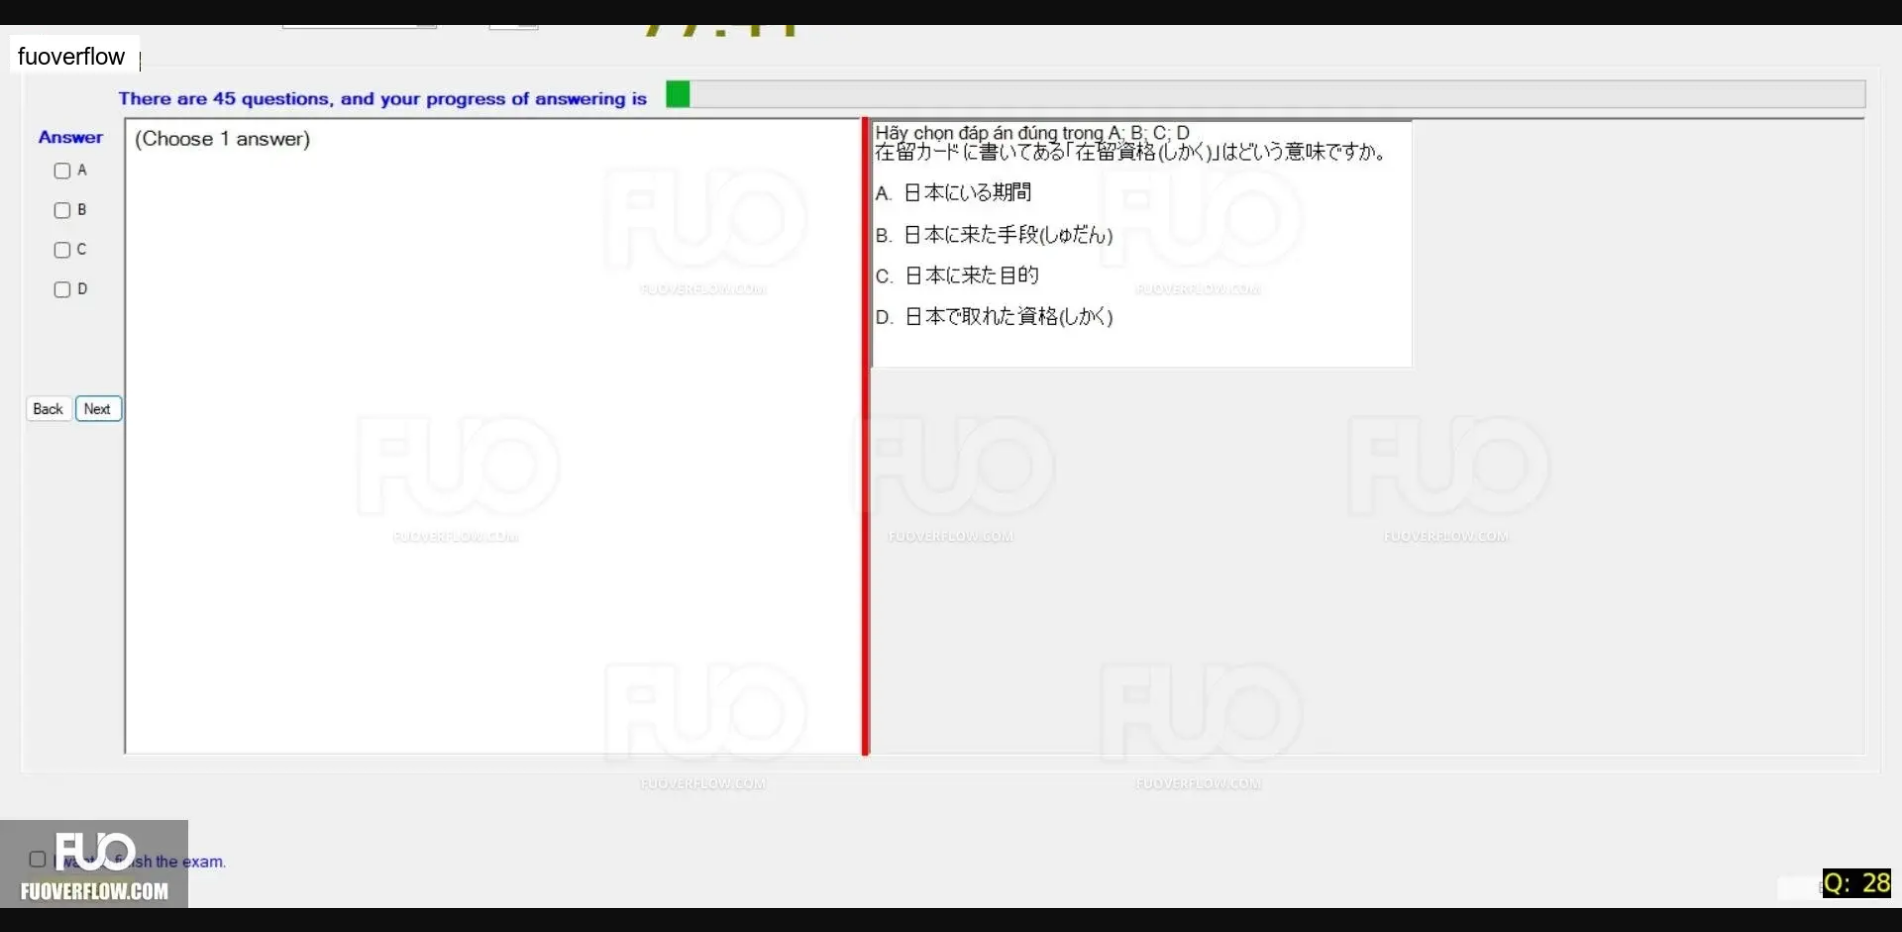 fuoverflow
There are 45 questions, and your progress of answering is
Answer
(Choose 1 answer)
A
B
C
D
Back
Next
Hãy chọn đáp án đúng trong A; B; C; D
在留カードに書いてある「在留資格(しかく)」はどういう意味ですか。
A. 日本にいる期間
B. 日本に来た手段(しゅだん)
C. 日本に来た目的
D. 日本で取れた資格(しかく)
FUO
FUOVERFLOW.COM
FUO
FUOVERFLOW.COM
FUO
FUOVERFLOW.COM
FUO
FUOVERFLOW.COM
FUO
FUOVERFLOW.COM
FUO
FUOVERFLOW.COM
FUO
FUOVERFLOW.COM
the exam.
FUO
FUOVERFLOW.COM
Q: 28